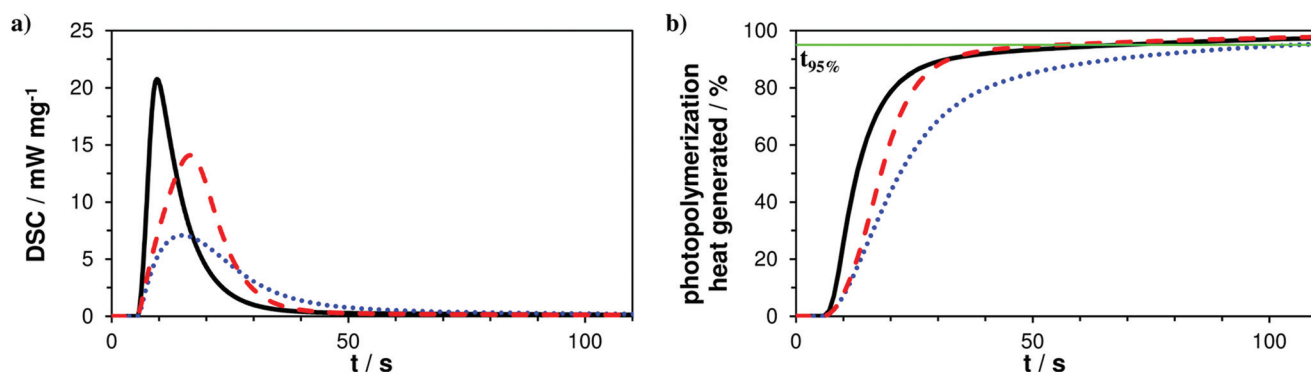 a)
DSC / mW mg⁻¹
25
20
15
10
5
0
0 50 100
t / s
b)
photopolymerization
heat generated / %
100
80
60
40
20
0
t95%
0 50 100
t / s